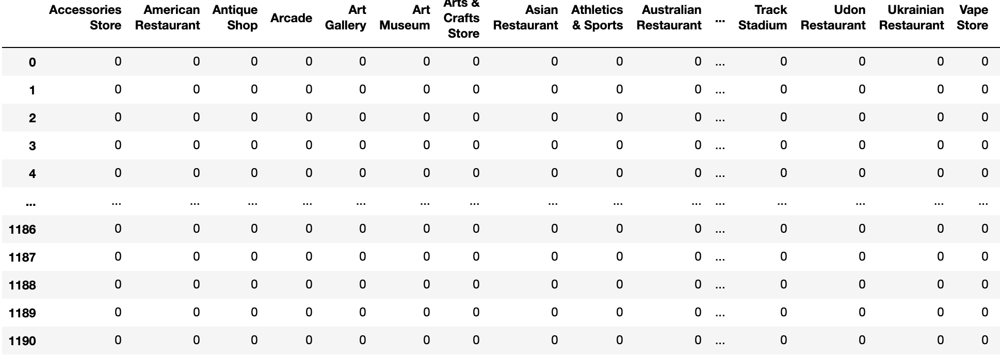 Accessories Store American Restaurant Antique Shop Arcade Art Gallery Art Museum Arts & Crafts Store Asian Restaurant Athletics & Sports Australian Restaurant ... Track Stadium Udon Restaurant Ukrainian Restaurant Vape Store
0 0 0 0 0 0 0 0 0 0 0 ... 0 0 0 0
1 0 0 0 0 0 0 0 0 0 0 ... 0 0 0 0
2 0 0 0 0 0 0 0 0 0 0 ... 0 0 0 0
3 0 0 0 0 0 0 0 0 0 0 ... 0 0 0 0
4 0 0 0 0 0 0 0 0 0 0 ... 0 0 0 0
... ... ... ... ... ... ... ... ... ... ... ... ... ... ... ...
1186 0 0 0 0 0 0 0 0 0 0 ... 0 0 0 0
1187 0 0 0 0 0 0 0 0 0 0 ... 0 0 0 0
1188 0 0 0 0 0 0 0 0 0 0 ... 0 0 0 0
1189 0 0 0 0 0 0 0 0 0 0 ... 0 0 0 0
1190 0 0 0 0 0 0 0 0 0 0 ... 0 0 0 0